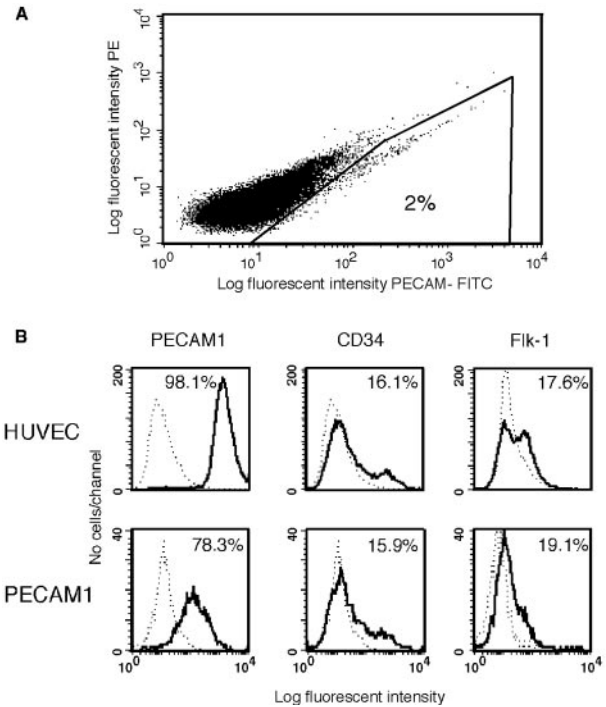 A
Log fluorescent intensity PE
10^4
10^3
10^2
10^1
10^0
2%
10^0 10^1 10^2 10^3 10^4
Log fluorescent intensity PECAM- FITC
B
PECAM1 CD34 Flk-1
HUVEC
No cells/channel
200 98.1% 0
200 16.1% 0
200 17.6% 0
PECAM1
40 78.3% 0
40 15.9% 0
40 19.1% 0
10^0 10^4 10^0 10^4 10^0 10^4
Log fluorescent intensity